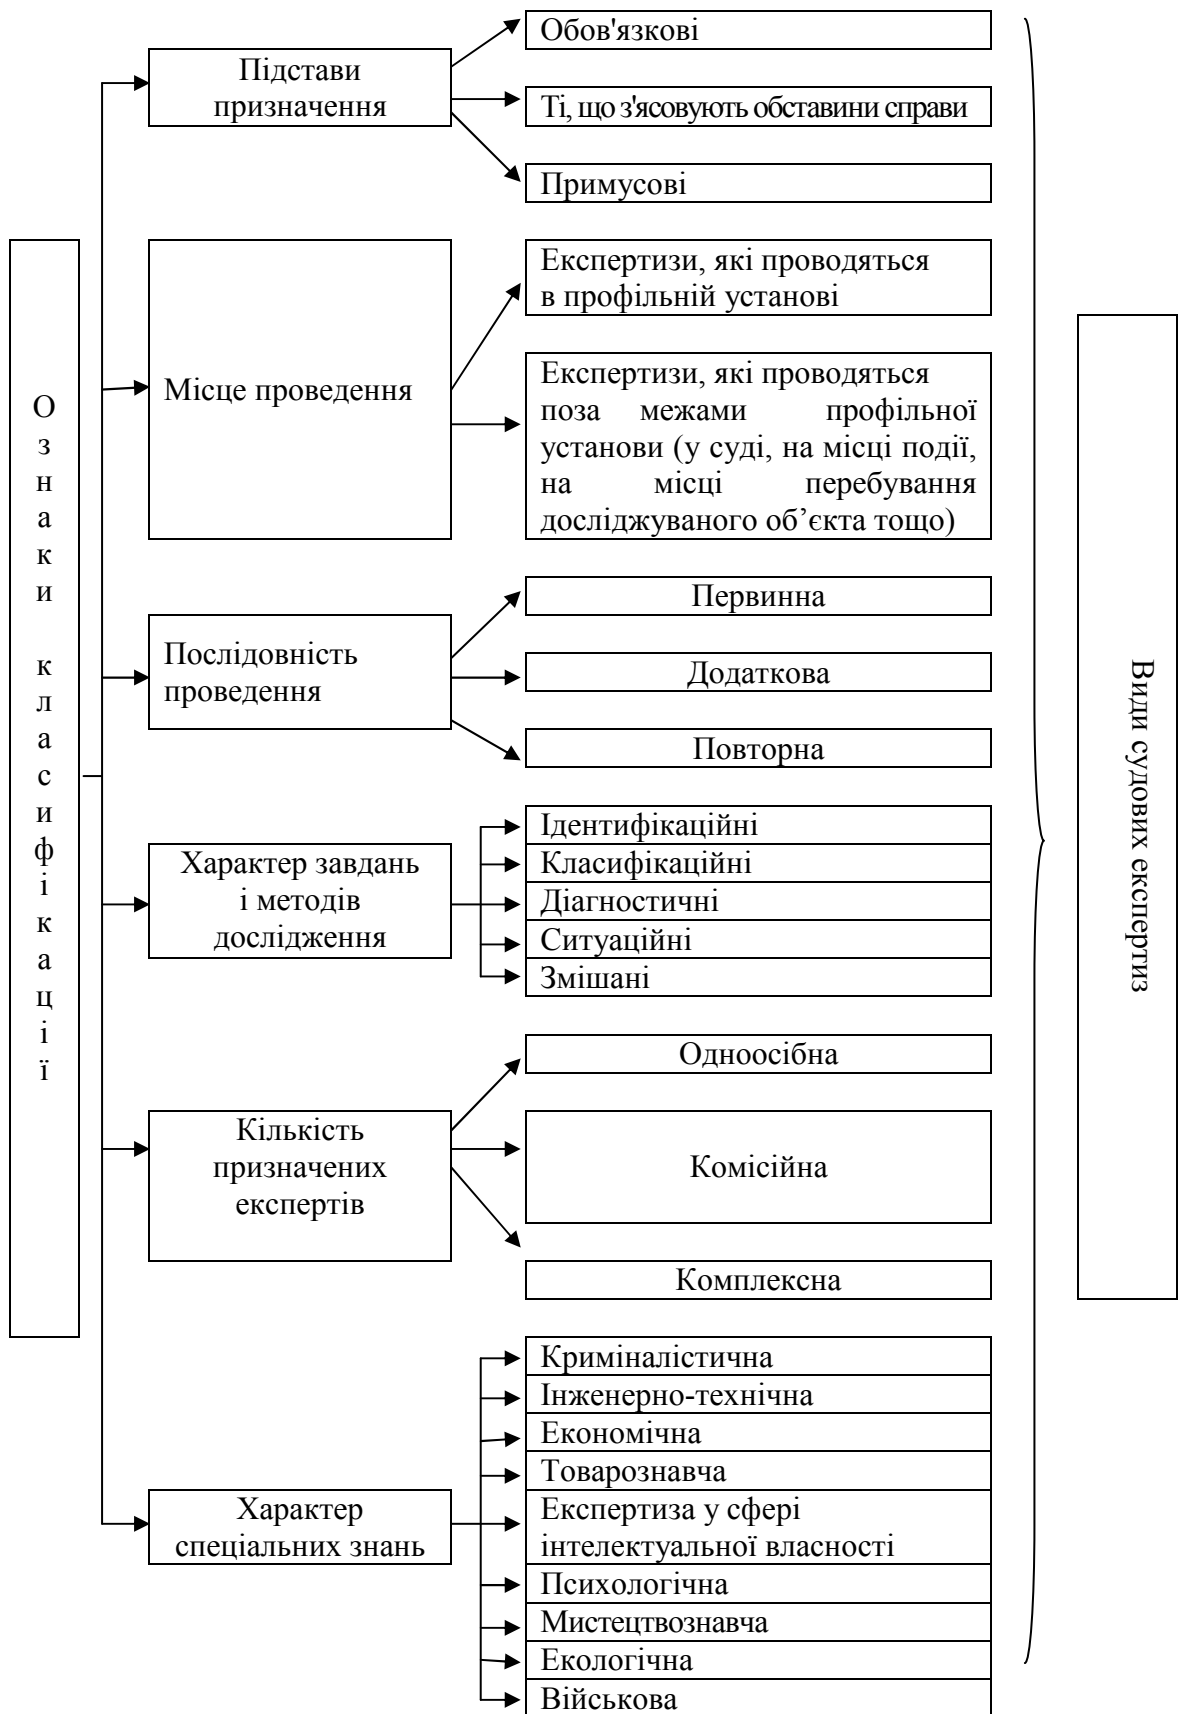 Ознаки класифікації
Підстави
призначення
Обов'язкові
Ті, що з'ясовують обставини справи
Примусові
Місце проведення
Експертизи, які проводяться
в профільній установі
Експертизи, які проводяться
поза межами профільної
установи (у суді, на місці події,
на місці перебування
досліджуваного об’єкта тощо)
Послідовність
проведення
Первинна
Додаткова
Повторна
Характер завдань
і методів
дослідження
Ідентифікаційні
Класифікаційні
Діагностичні
Ситуаційні
Змішані
Кількість
призначених
експертів
Одноосібна
Комісійна
Комплексна
Характер
спеціальних знань
Криміналістична
Інженерно-технічна
Економічна
Товарознавча
Експертиза у сфері
інтелектуальної власності
Психологічна
Мистецтвознавча
Екологічна
Військова
Види судових експертиз